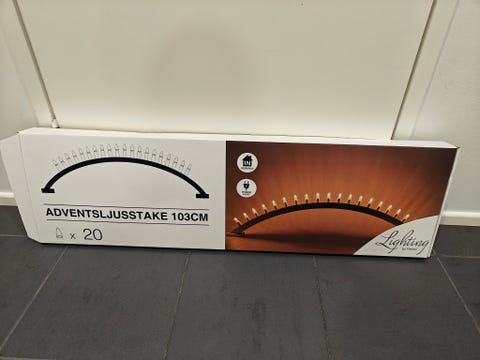 ADVENTSLJUSSTAKE 103CM
x 20
IN
Lighting